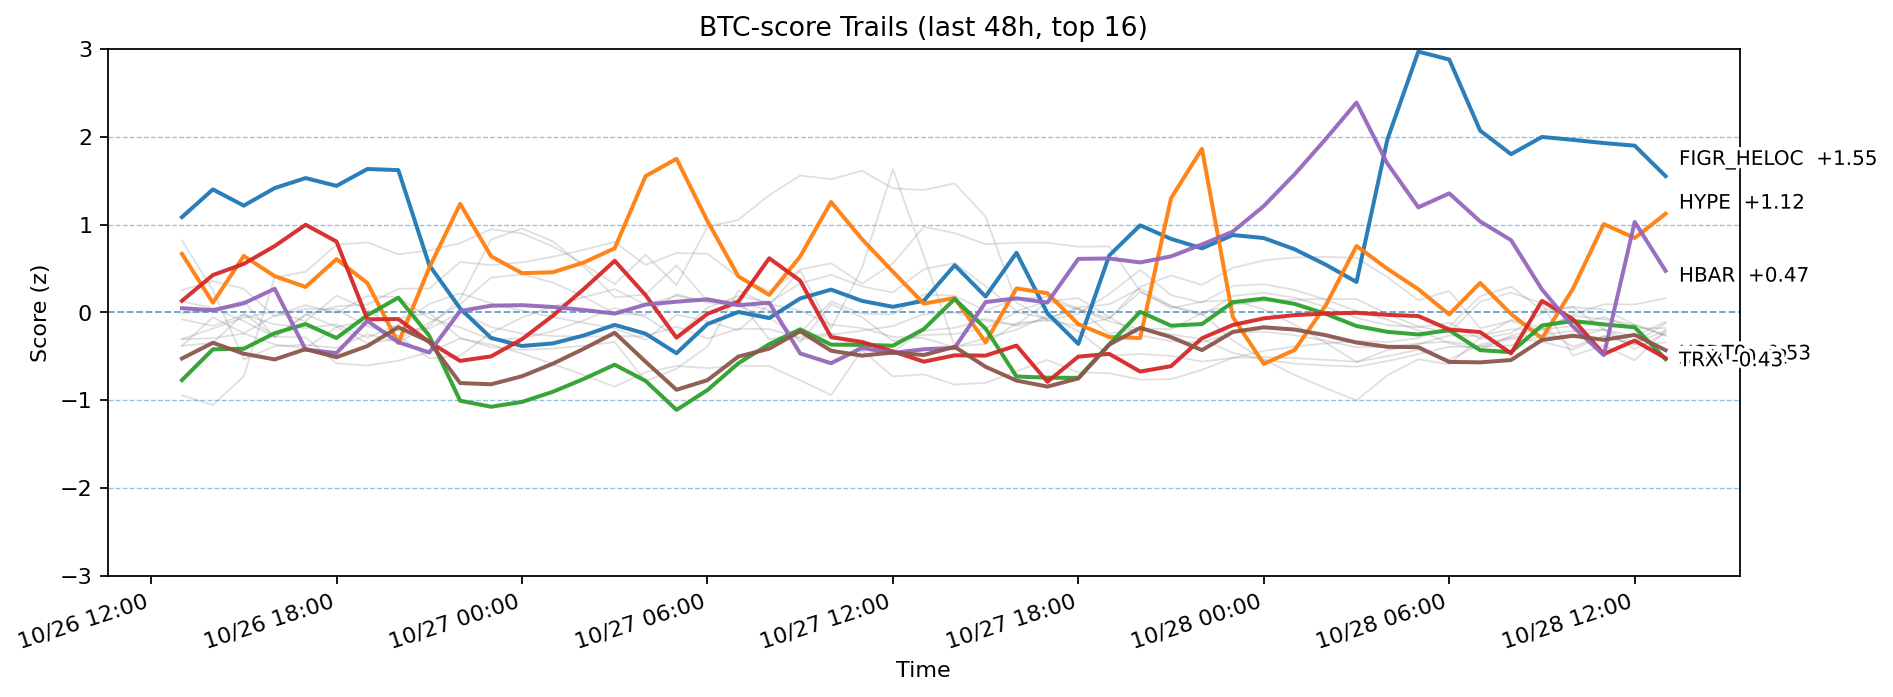 BTC-score Trails (last 48h, top 16)
3
2
1
0
−1
−2
−3
Score (z)
FIGR_HELOC +1.55
HYPE +1.12
HBAR +0.47
TRX -0.43
10/26 12:00
10/26 18:00
10/27 00:00
10/27 06:00
10/27 12:00
10/27 18:00
10/28 00:00
10/28 06:00
10/28 12:00
Time